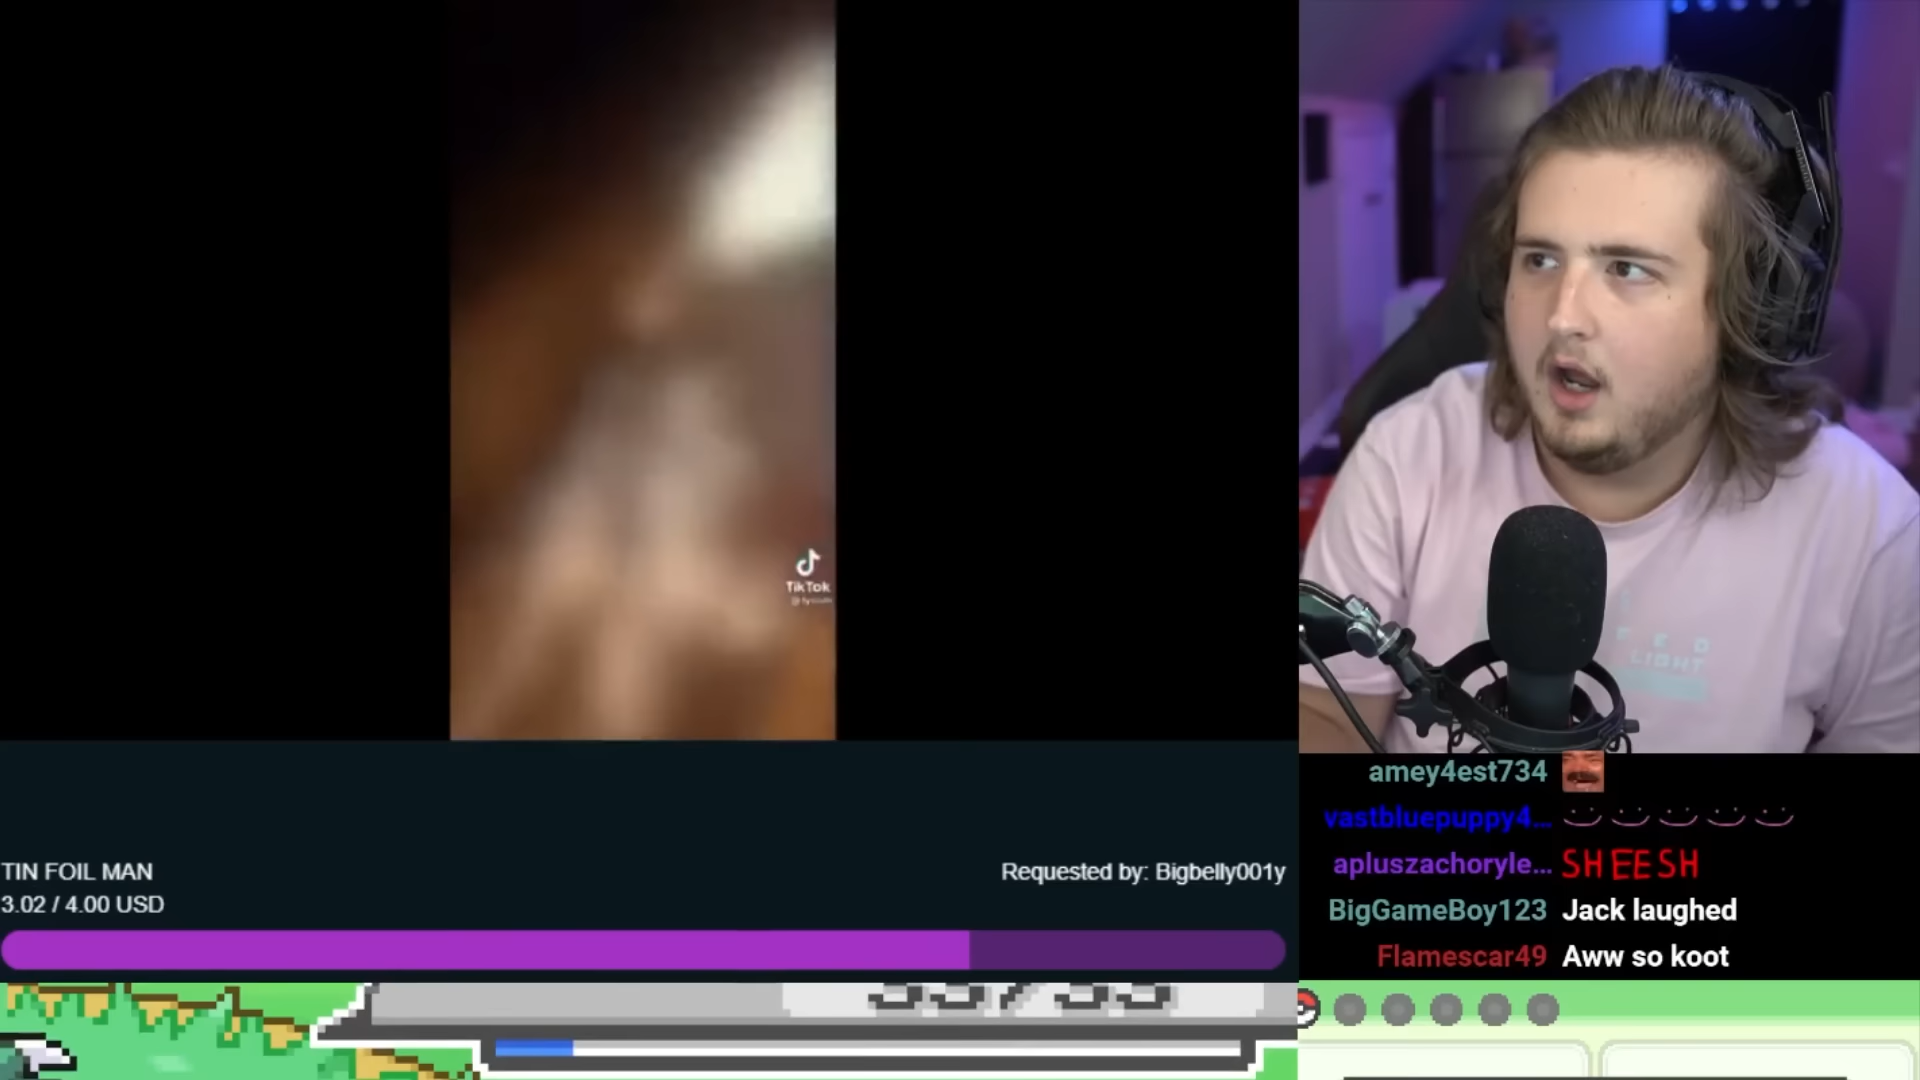 TikTok
TIN FOIL MAN
Requested by: Bigbelly001y
3.02 / 4.00 USD
amey4est734
vastbluepuppy4…
apluszachoryle… SHEESH
BigGameBoy123 Jack laughed
Flamescar49 Aww so koot
LIGHT